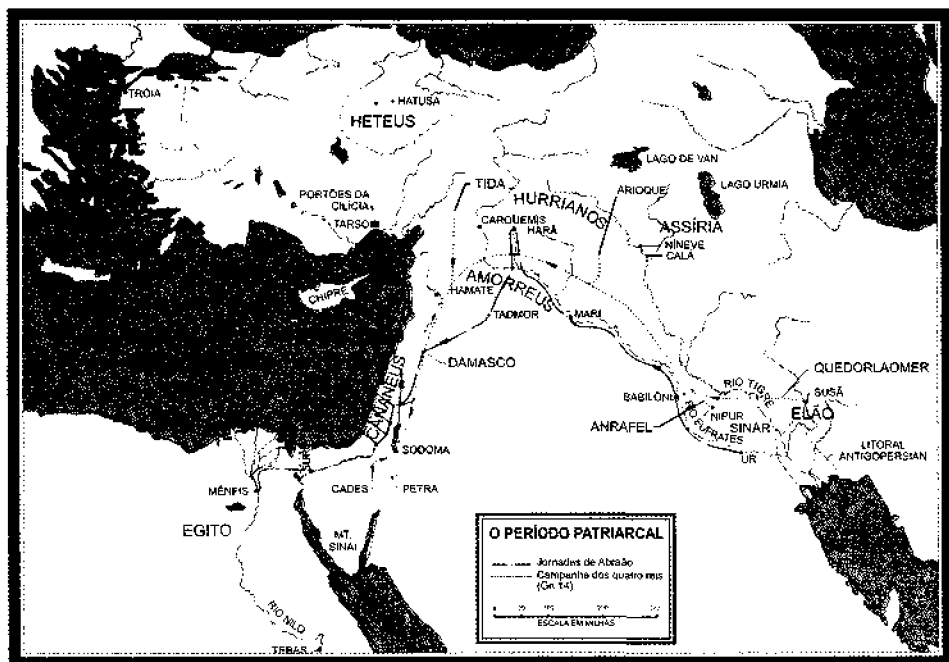 TRÓIA
HATUSA
HETEUS
LAGO DE VAN
LAGO URMIA
PORTÕES DA
CILÍCIA
TARSO
TIDA
HURRIANOS
ARIOQUE
CARQUEMIS
HARÃ
ASSÍRIA
NÍNEVE
CALÁ
CHIPRE
HAMATE
AMORREUS
TADMOR
MARI
DAMASCO
CANANEUS
QUEDORLAOMER
RIO TIGRE
SUSÃ
BABILÔNIA
ELÃO
NIPUR
ANRAFEL
SINAR
RIO EUFRATES
UR
LITORAL
ANTIGOPERSIAN
SODOMA
SUR
MÊNFIS
CADES
PETRA
EGITO
MT.
SINAI
RIO NILO
TEBAS
O PERÍODO PATRIARCAL
Jornadas de Abraão
Campanha dos quatro reis
(Gn 14)
ESCALA EM MILHAS